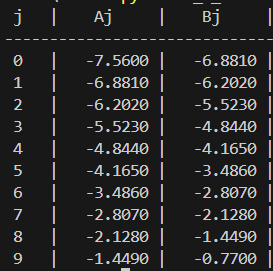 j | Aj | Bj
------------------------------
0 | -7.5600 | -6.8810
1 | -6.8810 | -6.2020
2 | -6.2020 | -5.5230
3 | -5.5230 | -4.8440
4 | -4.8440 | -4.1650
5 | -4.1650 | -3.4860
6 | -3.4860 | -2.8070
7 | -2.8070 | -2.1280
8 | -2.1280 | -1.4490
9 | -1.4490 | -0.7700